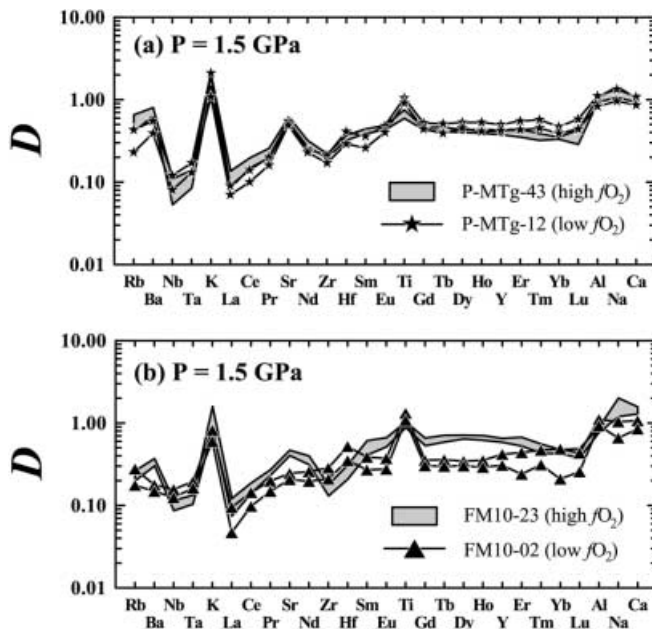 (a) P = 1.5 GPa
D
1.00
0.10
0.01
P-MTg-43 (high fO₂)
P-MTg-12 (low fO₂)
Rb Nb K Ce Sr Zr Sm Ti Tb Ho Er Yb Al Ca
Ba Ta La Pr Nd Hf Eu Gd Dy Y Tm Lu Na
(b) P = 1.5 GPa
D
10.00
1.00
0.10
0.01
FM10-23 (high fO₂)
FM10-02 (low fO₂)
Rb Nb K Ce Sr Zr Sm Ti Tb Ho Er Yb Al Ca
Ba Ta La Pr Nd Hf Eu Gd Dy Y Tm Lu Na